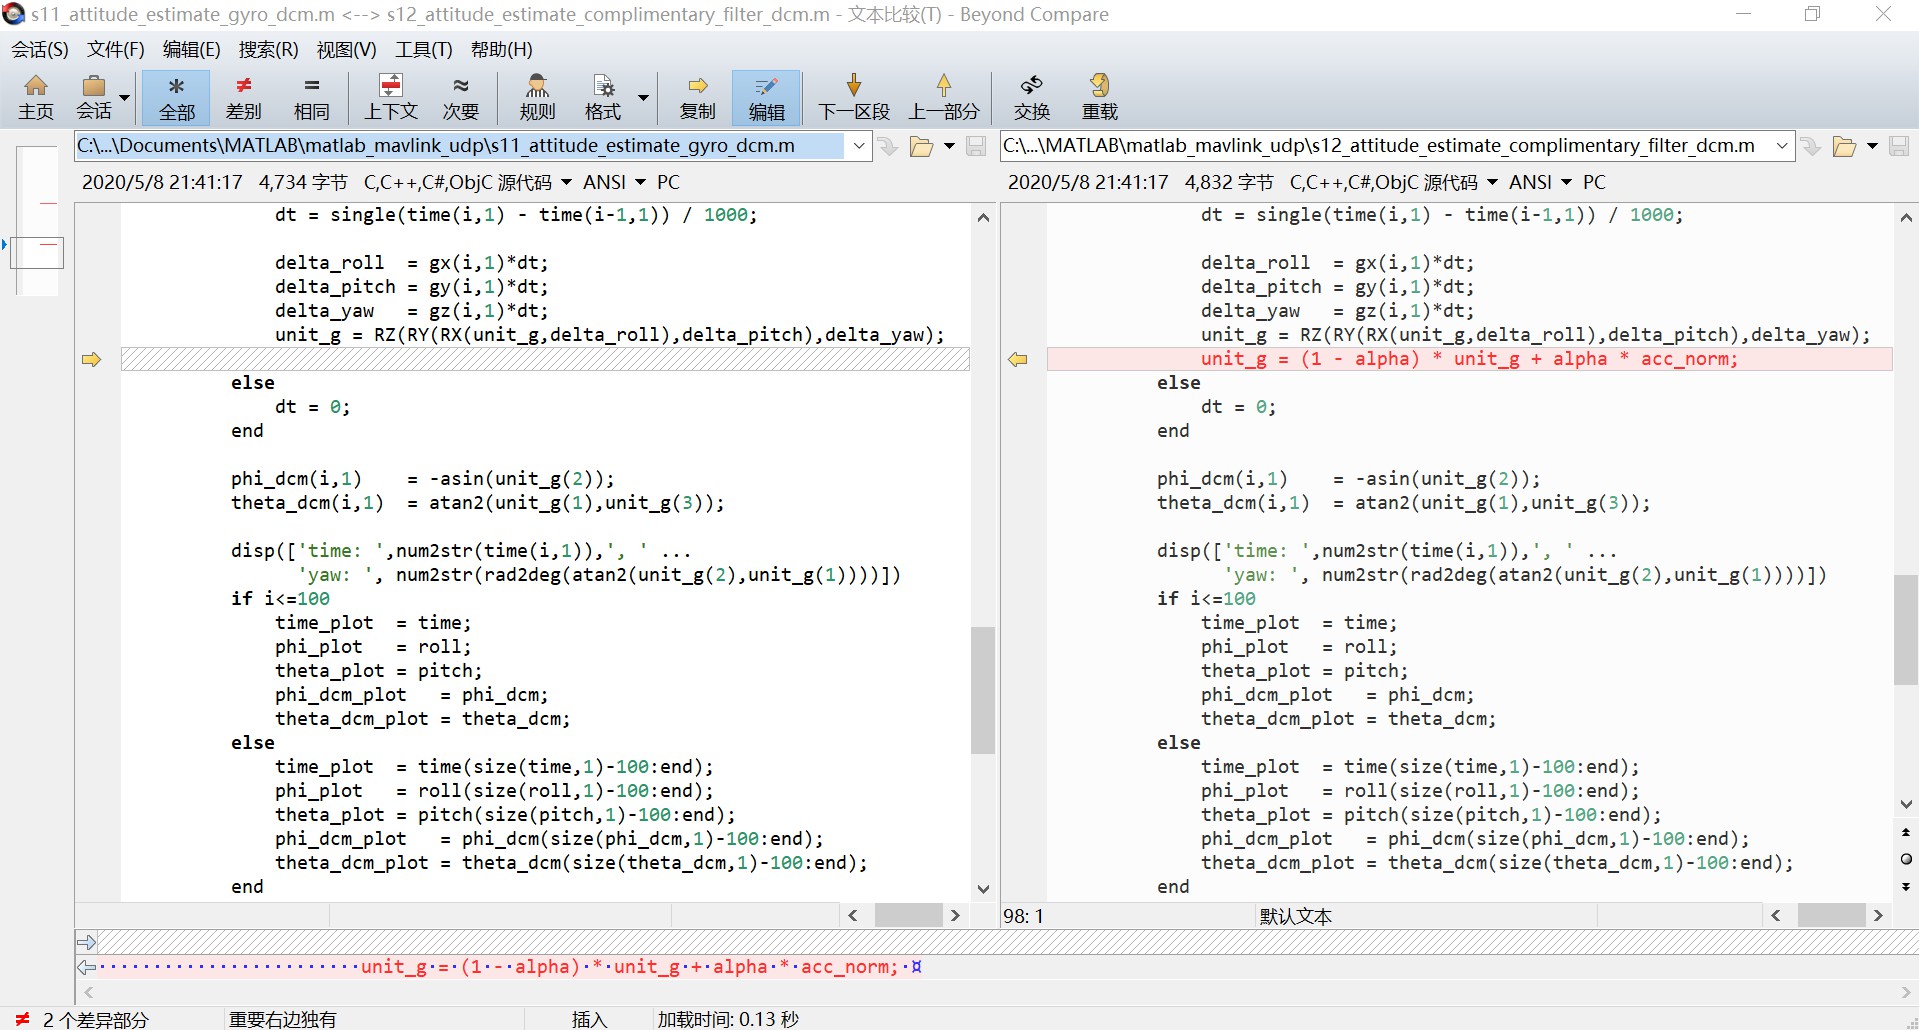 s11_attitude_estimate_gyro_dcm.m <--> s12_attitude_estimate_complimentary_filter_dcm.m - 文本比较(T) - Beyond Compare
会话(S) 文件(F) 编辑(E) 搜索(R) 视图(V) 工具(T) 帮助(H)
主页 会话 全部 差别 相同 上下文 次要 规则 格式 复制 编辑 下一区段 上一部分 交换 重载
C:\...\Documents\MATLAB\matlab_mavlink_udp\s11_attitude_estimate_gyro_dcm.m
2020/5/8 21:41:17 4,734 字节 C,C++,C#,ObjC 源代码 ANSI PC
dt = single(time(i,1) - time(i-1,1)) / 1000;
delta_roll  = gx(i,1)*dt;
delta_pitch = gy(i,1)*dt;
delta_yaw   = gz(i,1)*dt;
unit_g = RZ(RY(RX(unit_g,delta_roll),delta_pitch),delta_yaw);
else
dt = 0;
end
phi_dcm(i,1)    = -asin(unit_g(2));
theta_dcm(i,1)  = atan2(unit_g(1),unit_g(3));
disp(['time: ',num2str(time(i,1)),', ' ...
'yaw: ', num2str(rad2deg(atan2(unit_g(2),unit_g(1))))])
if i<=100
time_plot  = time;
phi_plot   = roll;
theta_plot = pitch;
phi_dcm_plot   = phi_dcm;
theta_dcm_plot = theta_dcm;
else
time_plot  = time(size(time,1)-100:end);
phi_plot   = roll(size(roll,1)-100:end);
theta_plot = pitch(size(pitch,1)-100:end);
phi_dcm_plot   = phi_dcm(size(phi_dcm,1)-100:end);
theta_dcm_plot = theta_dcm(size(theta_dcm,1)-100:end);
end
C:\...\MATLAB\matlab_mavlink_udp\s12_attitude_estimate_complimentary_filter_dcm.m
2020/5/8 21:41:17 4,832 字节 C,C++,C#,ObjC 源代码 ANSI PC
dt = single(time(i,1) - time(i-1,1)) / 1000;
delta_roll  = gx(i,1)*dt;
delta_pitch = gy(i,1)*dt;
delta_yaw   = gz(i,1)*dt;
unit_g = RZ(RY(RX(unit_g,delta_roll),delta_pitch),delta_yaw);
unit_g = (1 - alpha) * unit_g + alpha * acc_norm;
else
dt = 0;
end
phi_dcm(i,1)    = -asin(unit_g(2));
theta_dcm(i,1)  = atan2(unit_g(1),unit_g(3));
disp(['time: ',num2str(time(i,1)),', ' ...
'yaw: ', num2str(rad2deg(atan2(unit_g(2),unit_g(1))))])
if i<=100
time_plot  = time;
phi_plot   = roll;
theta_plot = pitch;
phi_dcm_plot   = phi_dcm;
theta_dcm_plot = theta_dcm;
else
time_plot  = time(size(time,1)-100:end);
phi_plot   = roll(size(roll,1)-100:end);
theta_plot = pitch(size(pitch,1)-100:end);
phi_dcm_plot   = phi_dcm(size(phi_dcm,1)-100:end);
theta_dcm_plot = theta_dcm(size(theta_dcm,1)-100:end);
end
98: 1 默认文本
unit_g·=·(1·-·alpha)·*·unit_g·+·alpha·*·acc_norm;·¤
2 个差异部分 重要右边独有 插入 加载时间: 0.13 秒